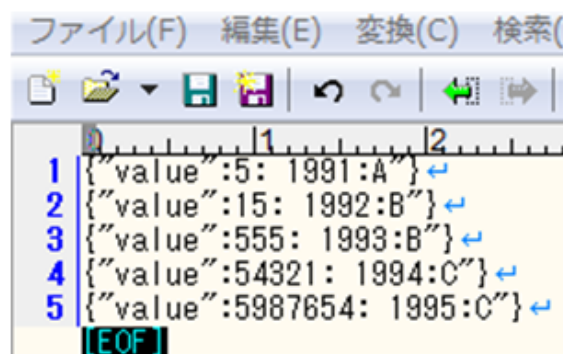 ファイル(F) 編集(E) 変換(C) 検索(
0 1 2
1 {"value":5: 1991:A"}↵
2 {"value":15: 1992:B"}↵
3 {"value":555: 1993:B"}↵
4 {"value":54321: 1994:C"}↵
5 {"value":5987654: 1995:C"}↵
[EOF]